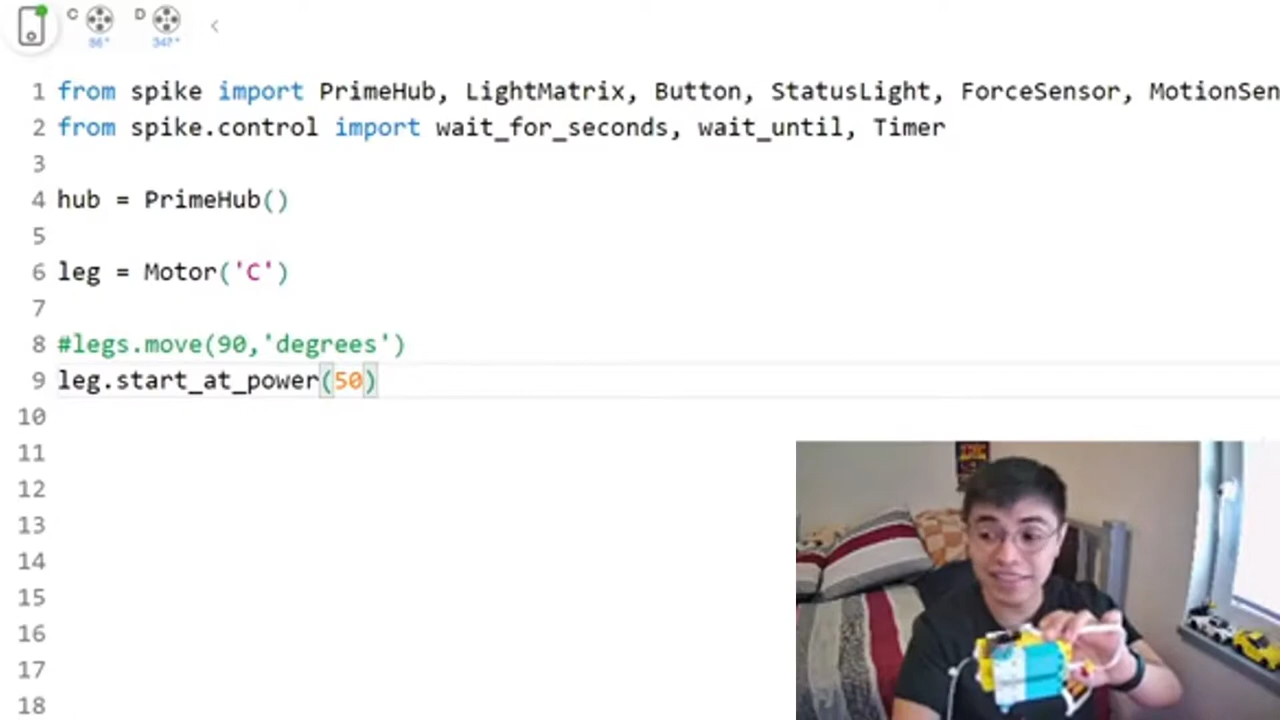 C D
86° 347°
1 from spike import PrimeHub, LightMatrix, Button, StatusLight, ForceSensor, MotionSen
2 from spike.control import wait_for_seconds, wait_until, Timer
3
4 hub = PrimeHub()
5
6 leg = Motor('C')
7
8 #legs.move(90,'degrees')
9 leg.start_at_power(50)
10
11
12
13
14
15
16
17
18